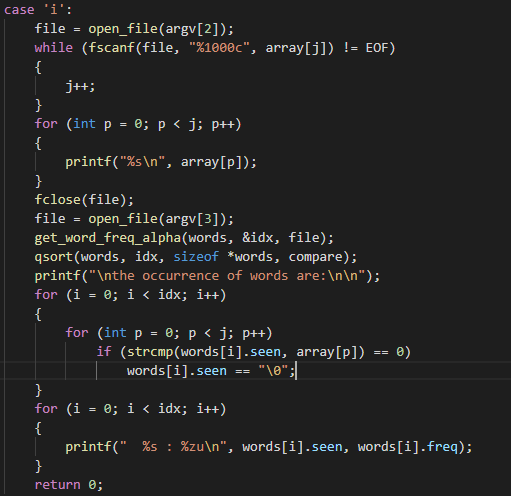 case 'i':
    file = open_file(argv[2]);
    while (fscanf(file, "%1000c", array[j]) != EOF)
    {
        j++;
    }
    for (int p = 0; p < j; p++)
    {
        printf("%s\n", array[p]);
    }
    fclose(file);
    file = open_file(argv[3]);
    get_word_freq_alpha(words, &idx, file);
    qsort(words, idx, sizeof *words, compare);
    printf("\nthe occurrence of words are:\n\n");
    for (i = 0; i < idx; i++)
    {
        for (int p = 0; p < j; p++)
            if (strcmp(words[i].seen, array[p]) == 0)
                words[i].seen == "\0";
    }
    for (i = 0; i < idx; i++)
    {
        printf("  %s : %zu\n", words[i].seen, words[i].freq);
    }
    return 0;